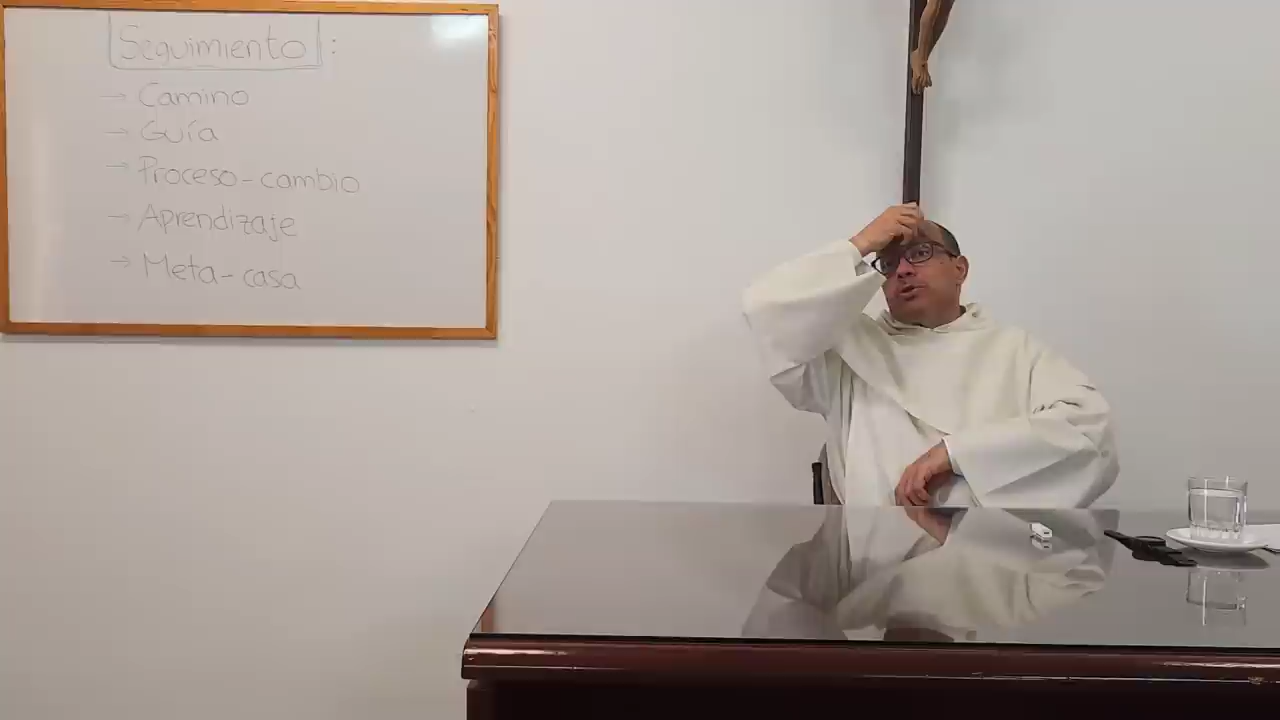 Seguimiento :
→ Camino
→ Guía
→ Proceso-cambio
→ Aprendizaje
→ Meta-casa